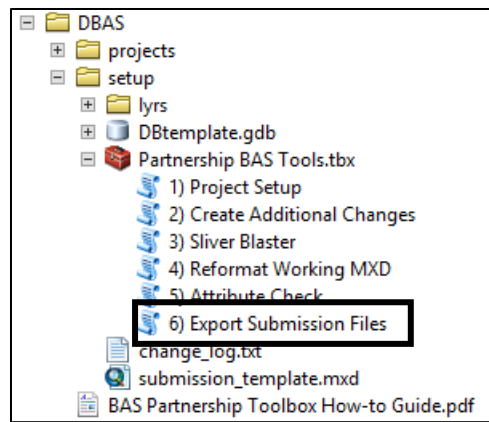 DBAS
projects
setup
lyrs
DBtemplate.gdb
Partnership BAS Tools.tbx
1) Project Setup
2) Create Additional Changes
3) Sliver Blaster
4) Reformat Working MXD
5) Attribute Check
6) Export Submission Files
change_log.txt
submission_template.mxd
BAS Partnership Toolbox How-to Guide.pdf